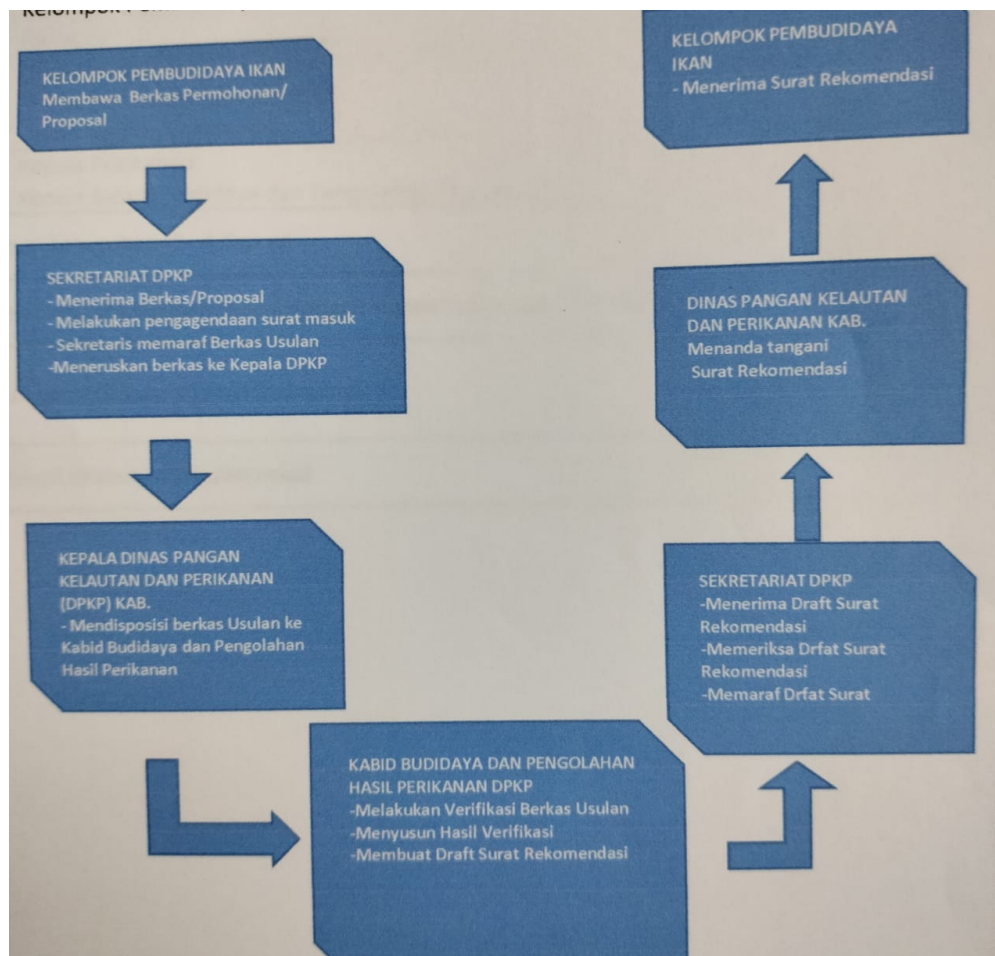 Kelompok
KELOMPOK PEMBUDIDAYA IKAN
Membawa Berkas Permohonan/
Proposal
SEKRETARIAT DPKP
- Menerima Berkas/Proposal
- Melakukan pengagendaan surat masuk
- Sekretaris memaraf Berkas Usulan
-Meneruskan berkas ke Kepala DPKP
KEPALA DINAS PANGAN
KELAUTAN DAN PERIKANAN
(DPKP) KAB.
- Mendisposisi berkas Usulan ke
Kabid Budidaya dan Pengolahan
Hasil Perikanan
KABID BUDIDAYA DAN PENGOLAHAN
HASIL PERIKANAN DPKP
-Melakukan Verifikasi Berkas Usulan
-Menyusun Hasil Verifikasi
-Membuat Draft Surat Rekomendasi
SEKRETARIAT DPKP
-Menerima Draft Surat
Rekomendasi
-Memeriksa Drfat Surat
Rekomendasi
-Memaraf Drfat Surat
DINAS PANGAN KELAUTAN
DAN PERIKANAN KAB.
Menanda tangani
Surat Rekomendasi
KELOMPOK PEMBUDIDAYA
IKAN
- Menerima Surat Rekomendasi